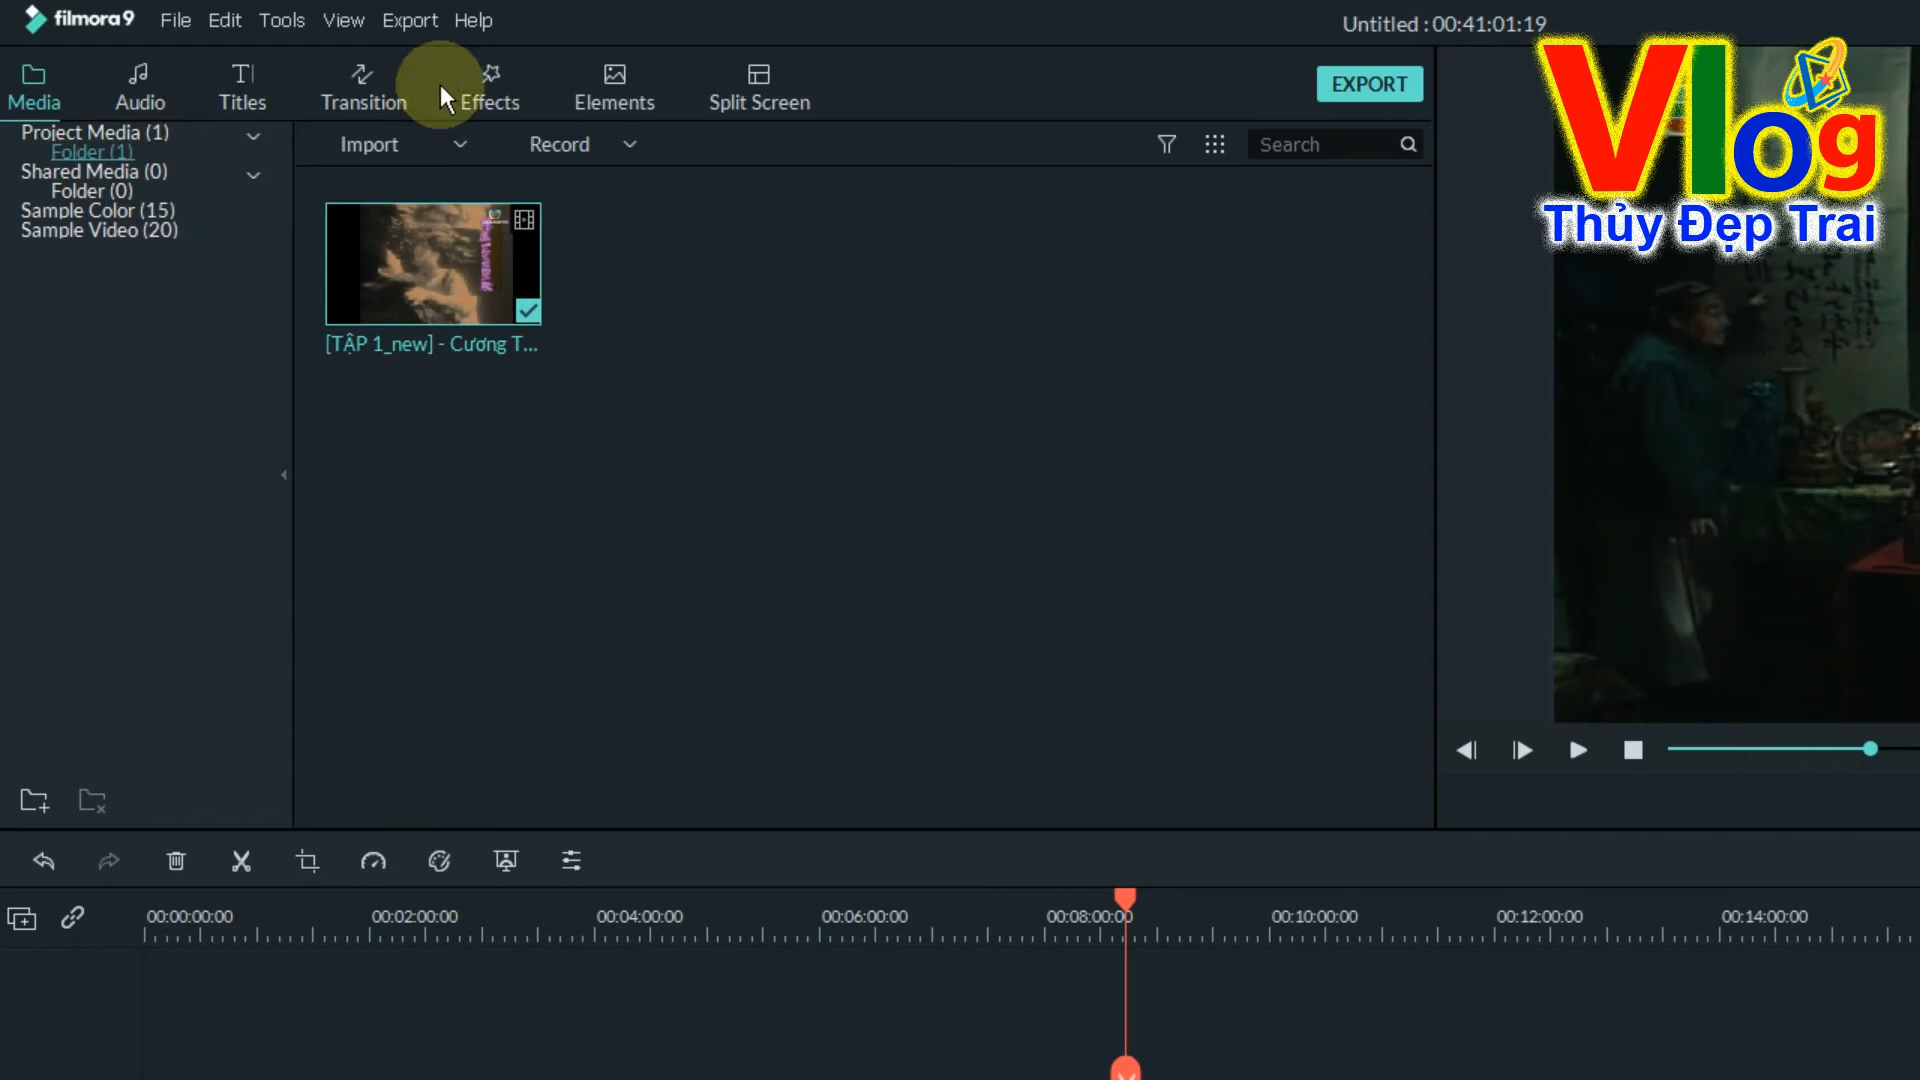 filmora9 File Edit Tools View Export Help
Untitled : 00:41:01:19
Media Audio Titles Transition Effects Elements Split Screen
EXPORT
Vlog
Thủy Đẹp Trai
Project Media (1)
Folder (1)
Shared Media (0)
Folder (0)
Sample Color (15)
Sample Video (20)
Import Record Search
[TẬP 1_new] - Cương T...
00:00:00:00 00:02:00:00 00:04:00:00 00:06:00:00 00:08:00:00 00:10:00:00 00:12:00:00 00:14:00:00